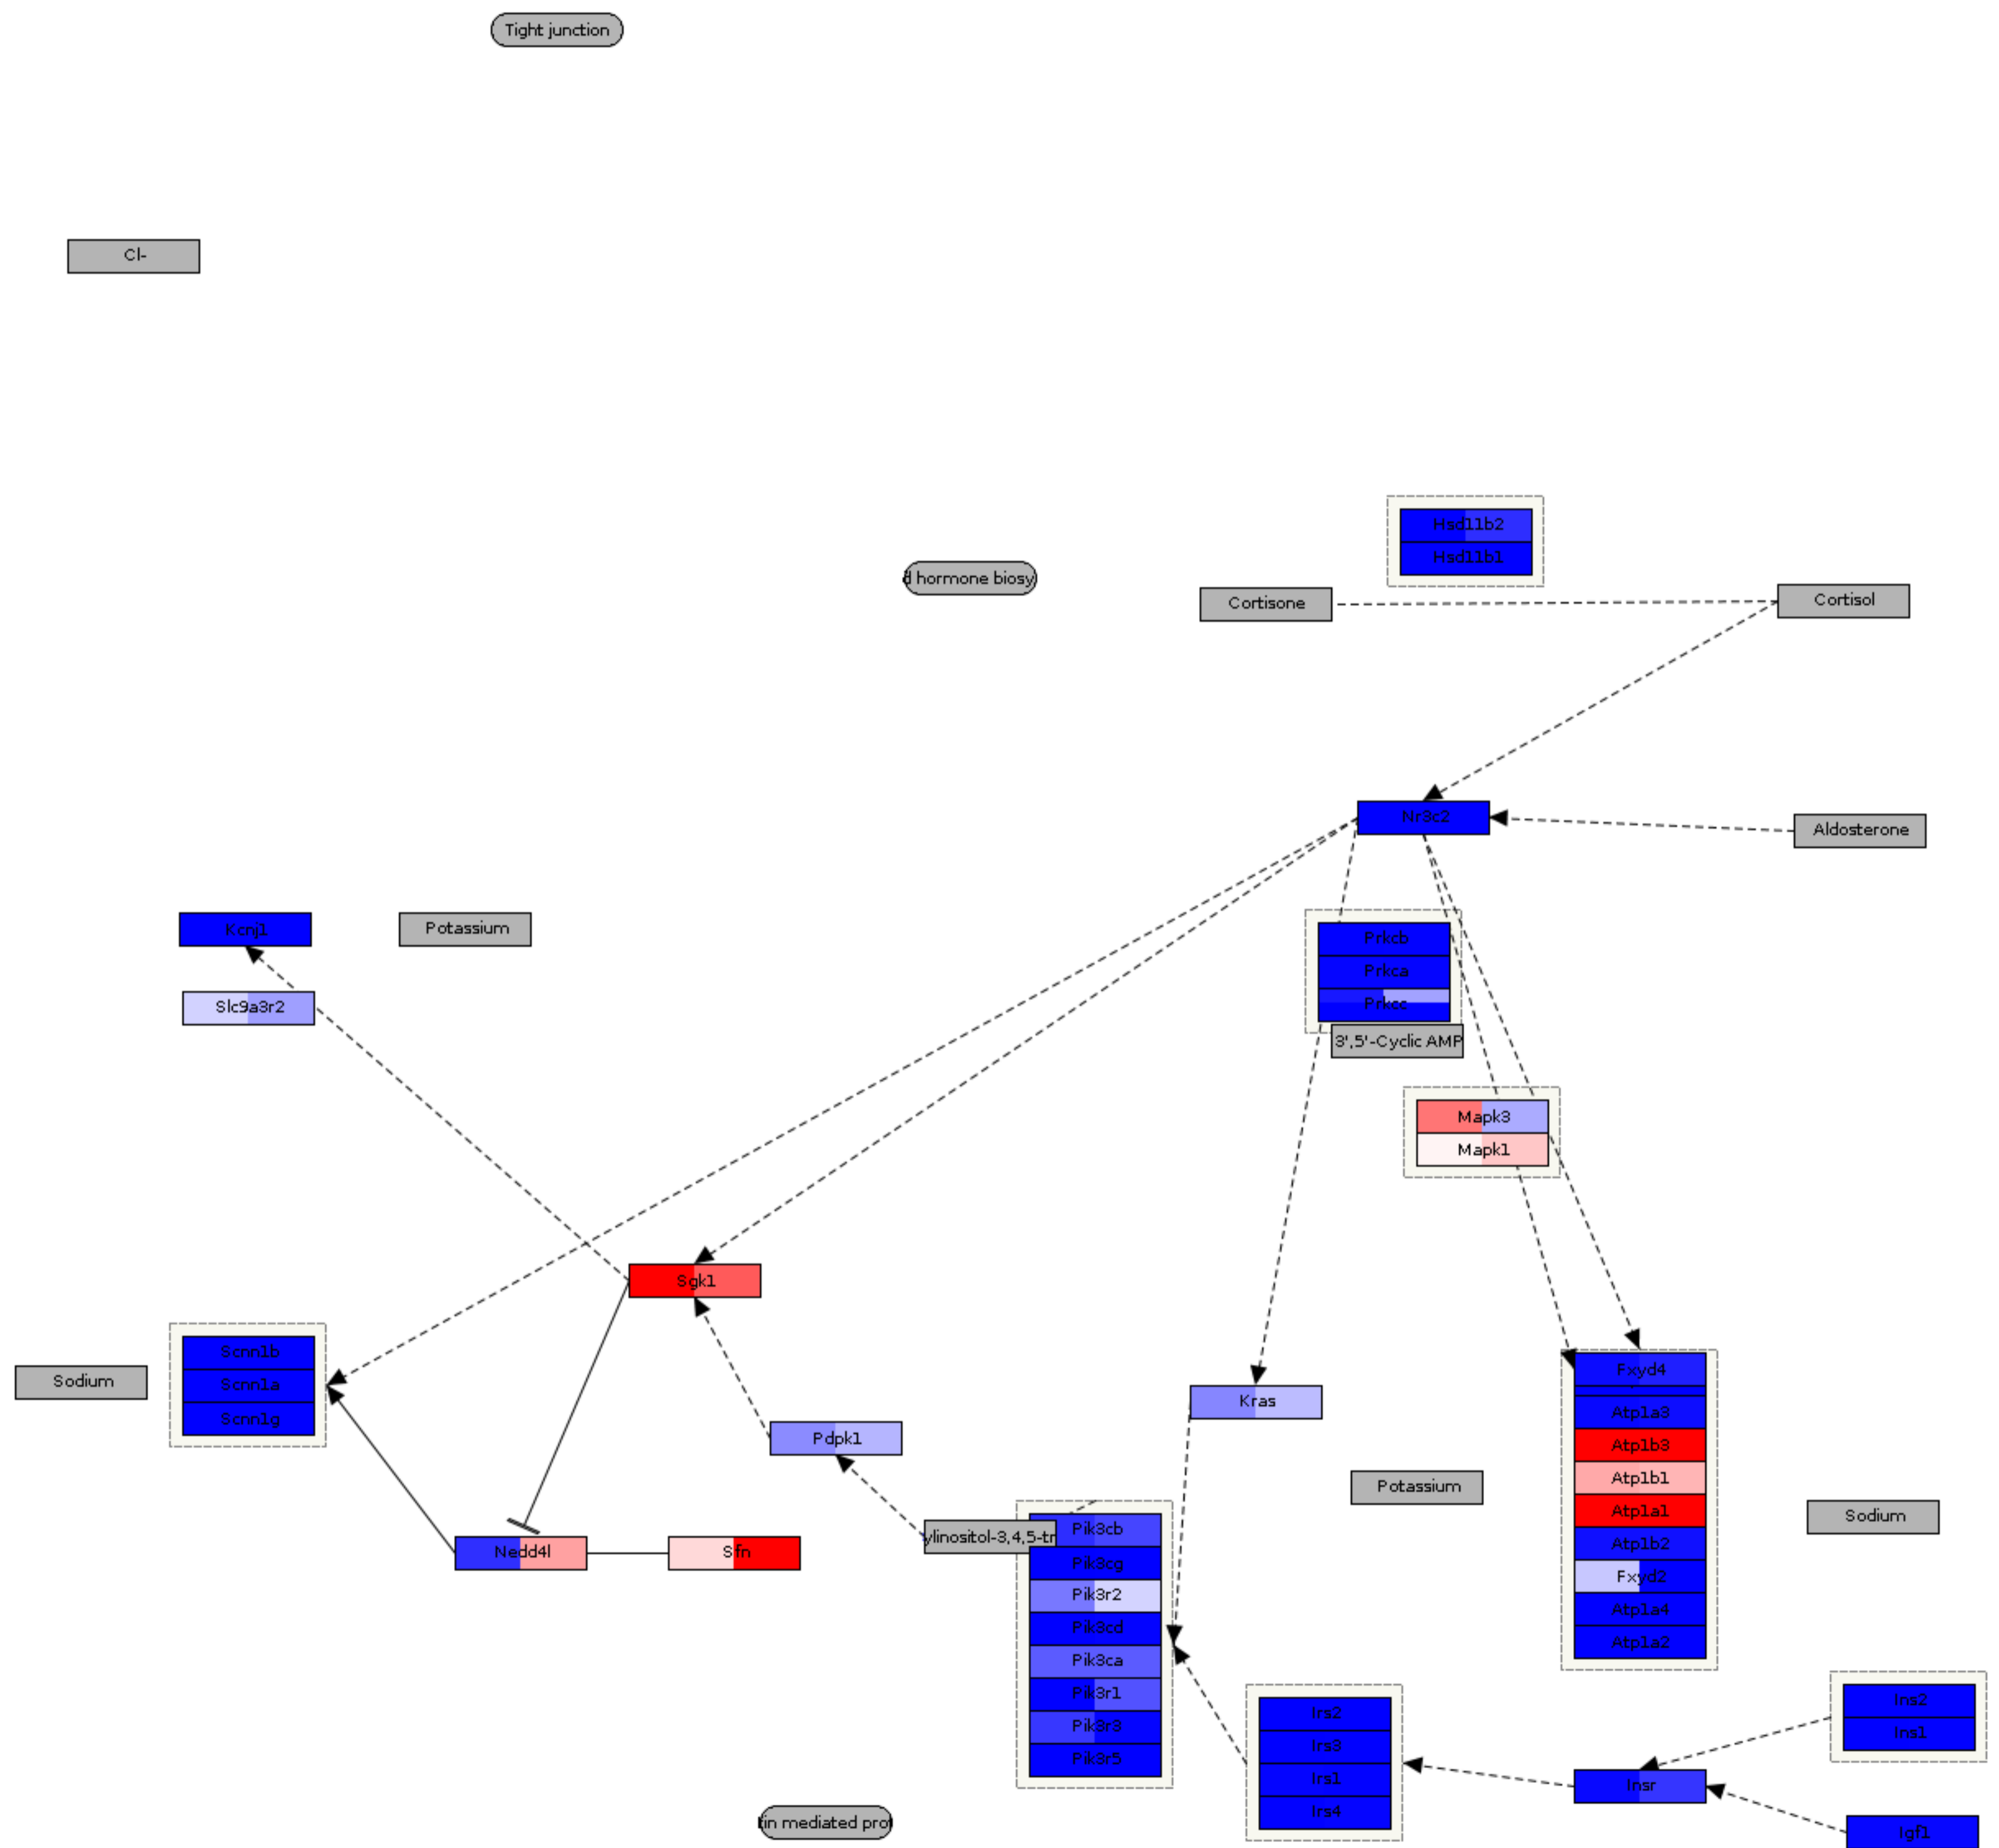 Tight junction
Cl-
Hsd11b2
Hsd11b1
d hormone biosy
Cortisone
Cortisol
Nr3c2
Aldosterone
Kcnj1
Potassium
Prkcb
Prkca
Prkcc
Slc9a3r2
3',5'-Cyclic AMP
Mapk3
Mapk1
Sgk1
Scnn1b
Scnn1a
Scnn1g
Sodium
Fxyd4
Atp1a3
Atp1b3
Atp1b1
Atp1a1
Atp1b2
Fxyd2
Atp1a4
Atp1a2
Kras
Pdpk1
Potassium
Sodium
Nedd4l
Sfn
ylinositol-3,4,5-tr
Pik3cb
Pik3cg
Pik3r2
Pik3cd
Pik3ca
Pik3r1
Pik3r3
Pik3r5
Irs2
Irs3
Irs1
Irs4
Ins2
Ins1
Insr
Igf1
tin mediated prot